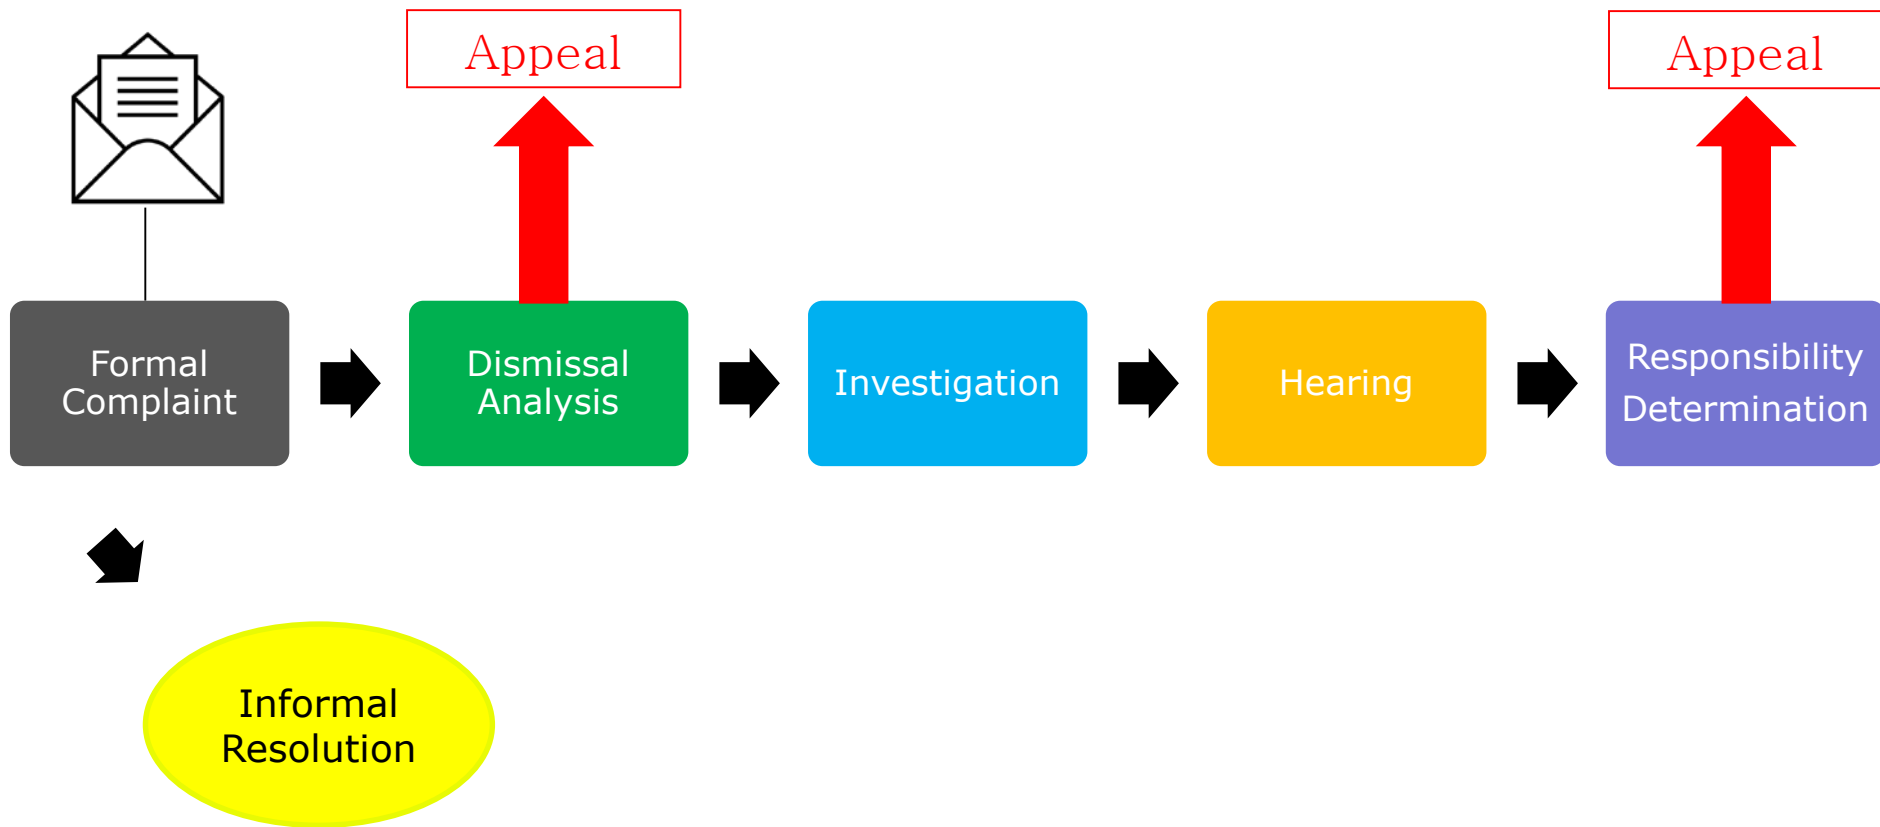 Appeal
Appeal
Formal
Complaint
Dismissal
Analysis
Investigation
Hearing
Responsibility
Determination
Informal
Resolution